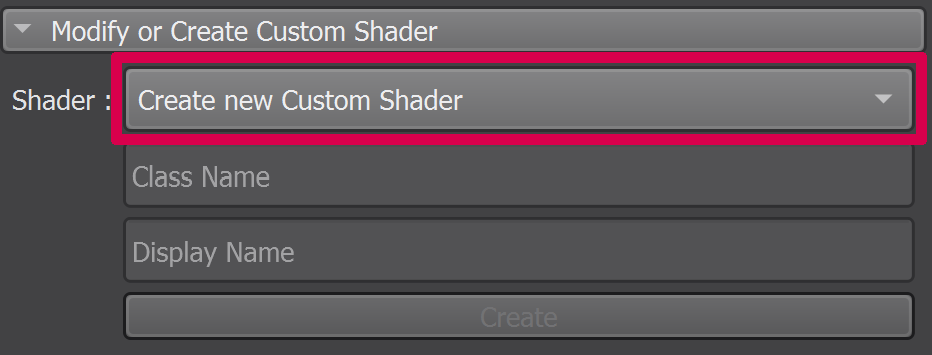 Modify or Create Custom Shader
Shader : Create new Custom Shader
Class Name
Display Name
Create